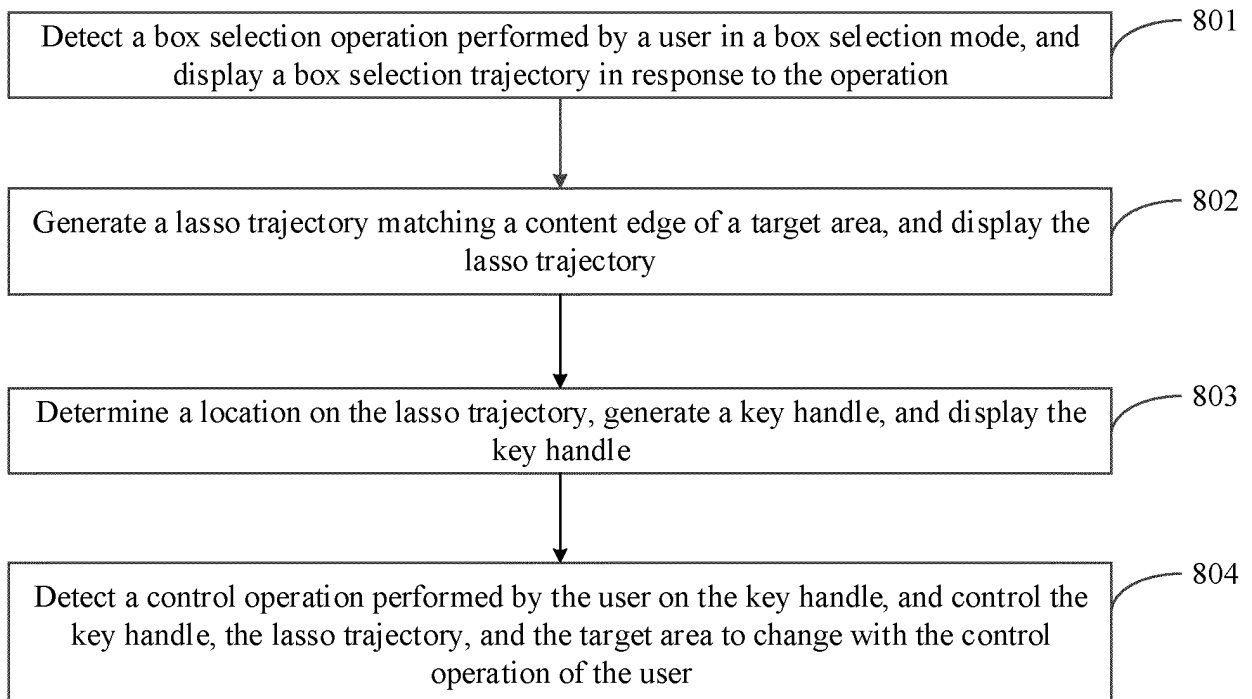 Detect a box selection operation performed by a user in a box selection mode, and
display a box selection trajectory in response to the operation
801
Generate a lasso trajectory matching a content edge of a target area, and display the
lasso trajectory
802
Determine a location on the lasso trajectory, generate a key handle, and display the
key handle
803
Detect a control operation performed by the user on the key handle, and control the
key handle, the lasso trajectory, and the target area to change with the control
operation of the user
804